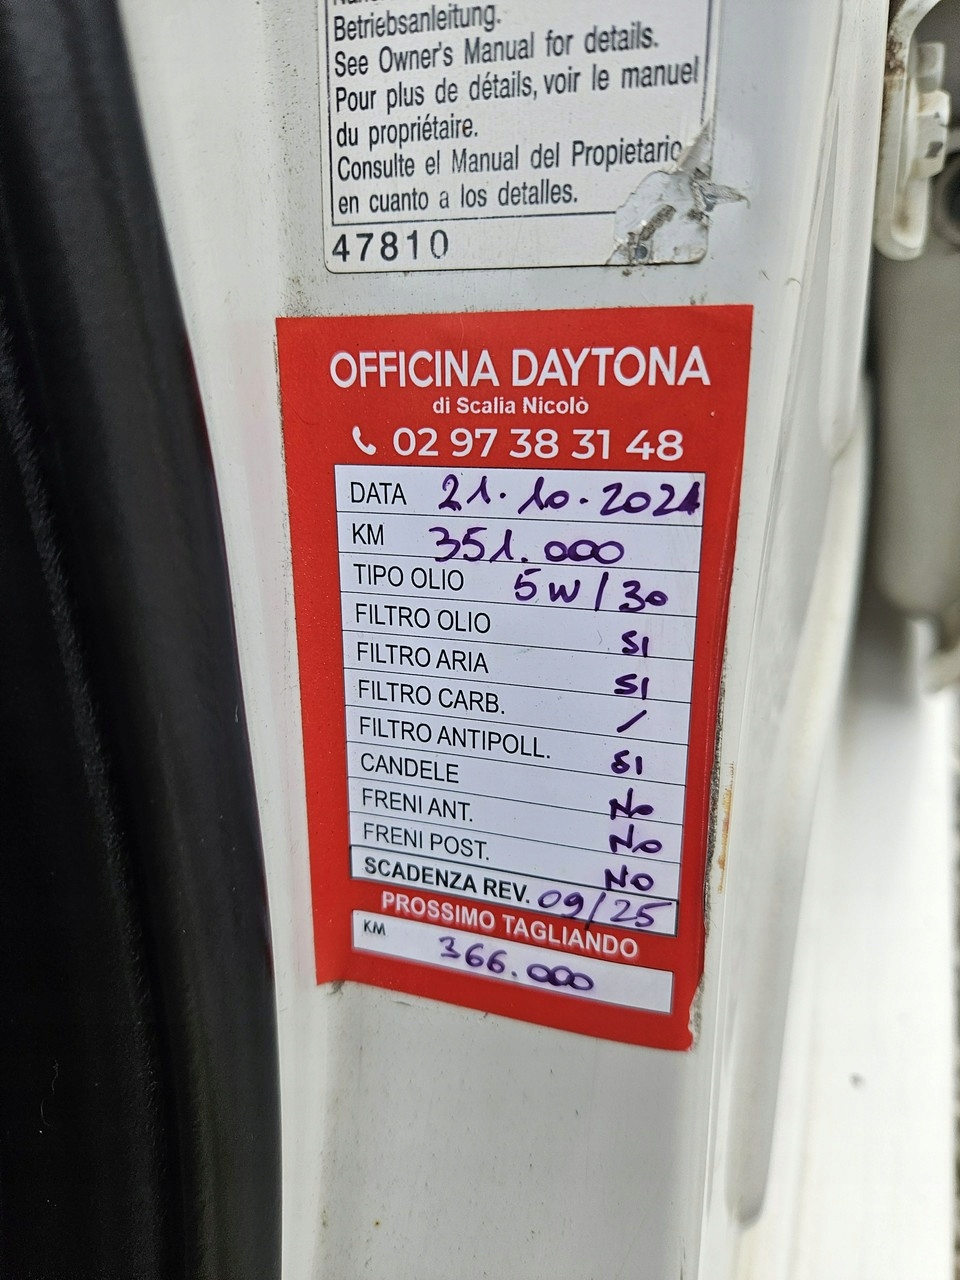 Betriebsanleitung.
See Owner's Manual for details.
Pour plus de détails, voir le manuel
du propriétaire.
Consulte el Manual del Propietario
en cuanto a los detalles.
47810
OFFICINA DAYTONA
di Scalia Nicolò
02 97 38 31 48
DATA 21.10.2024
KM 351.000
TIPO OLIO 5W/30
FILTRO OLIO SI
FILTRO ARIA SI
FILTRO CARB. /
FILTRO ANTIPOLL. SI
CANDELE No
FRENI ANT. No
FRENI POST. No
SCADENZA REV. 09/25
PROSSIMO TAGLIANDO
KM 366.000